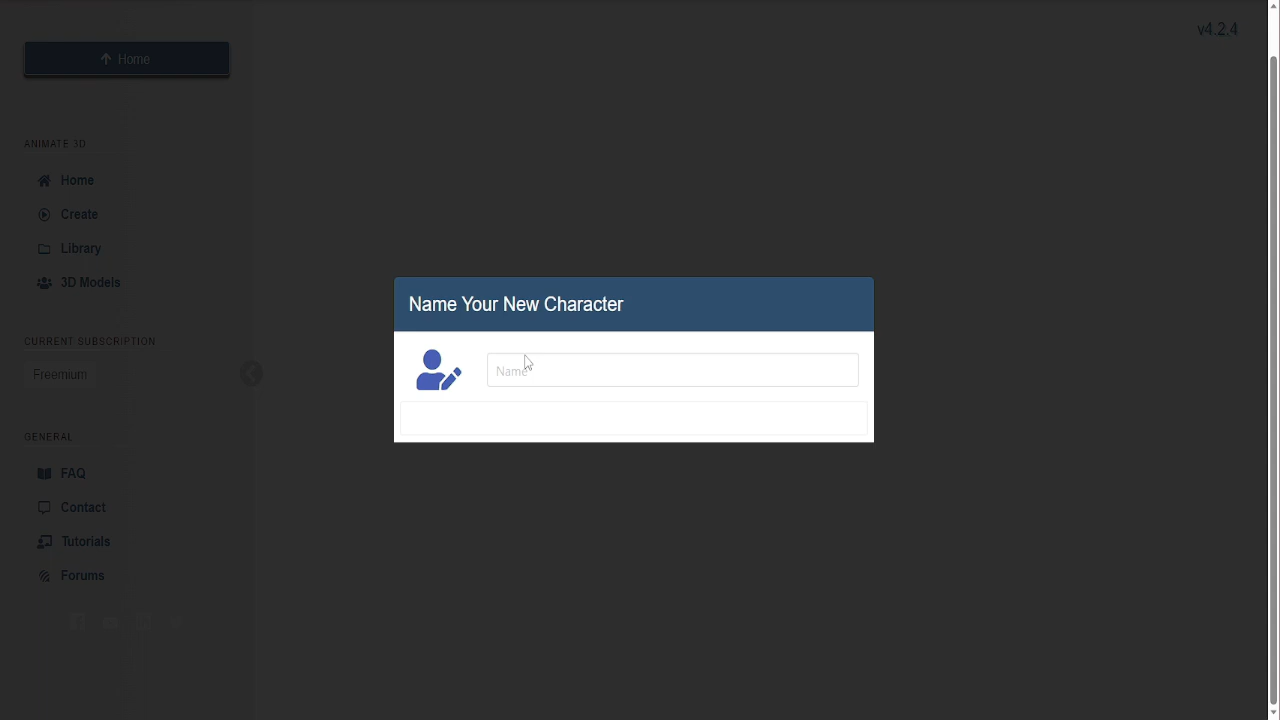 v4.2.4
Home
ANIMATE 3D
Home
Create
Library
3D Models
CURRENT SUBSCRIPTION
Freemium
GENERAL
FAQ
Contact
Tutorials
Forums
Name Your New Character
Name